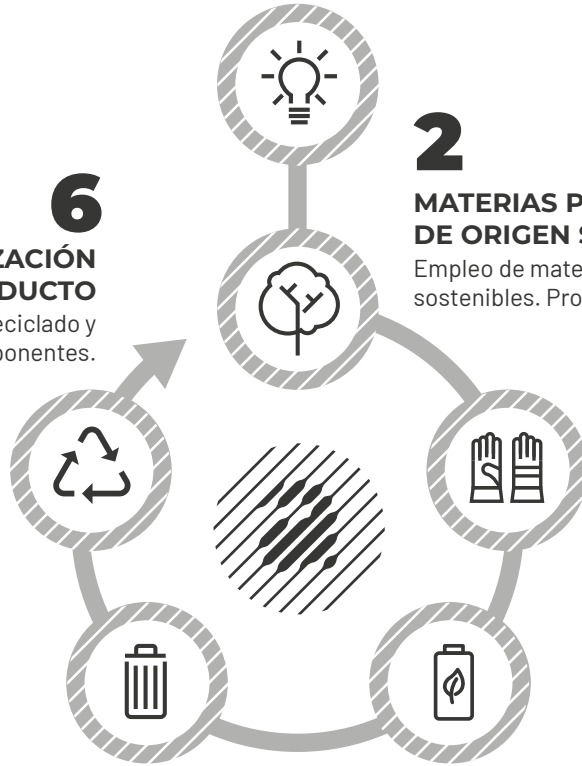 2
MATERIAS P
DE ORIGEN S
Empleo de mate
sostenibles. Pro
6
ZACIÓN
DUCTO
eciclado y
ponentes.